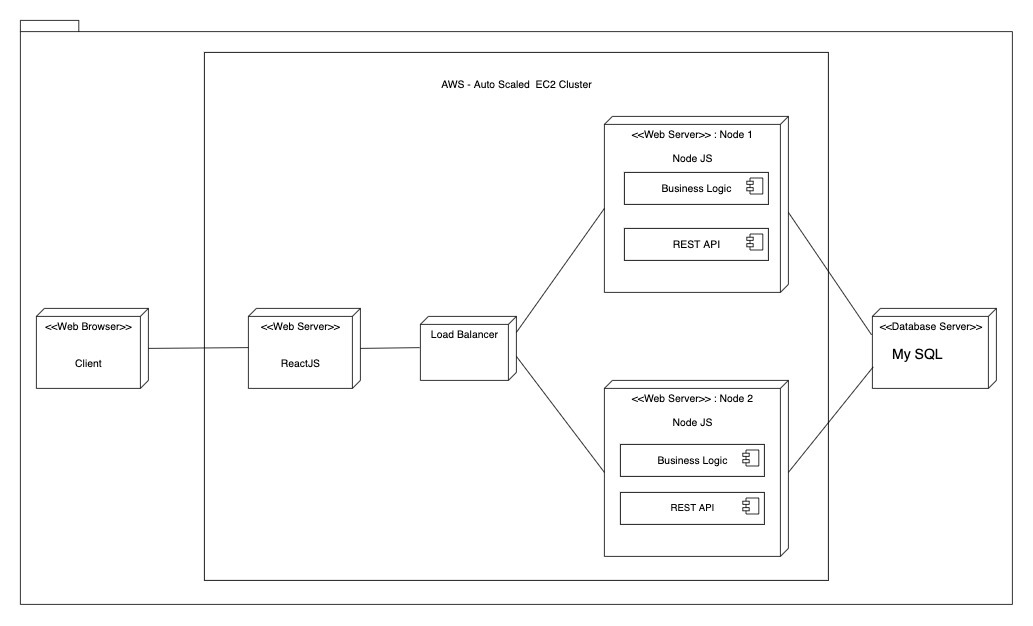 AWS - Auto Scaled EC2 Cluster
<<Web Server>> : Node 1
Node JS
Business Logic
REST API
<<Web Browser>>
Client
<<Web Server>>
ReactJS
Load Balancer
<<Database Server>>
My SQL
<<Web Server>> : Node 2
Node JS
Business Logic
REST API